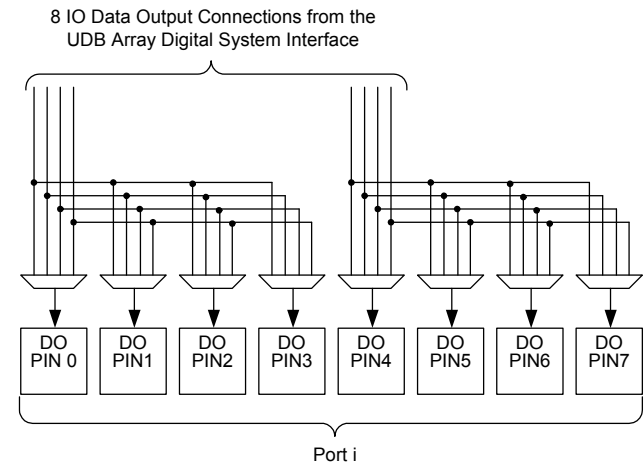 8 IO Data Output Connections from the
UDB Array Digital System Interface
DO
PIN 0
DO
PIN1
DO
PIN2
DO
PIN3
DO
PIN4
DO
PIN5
DO
PIN6
DO
PIN7
Port i